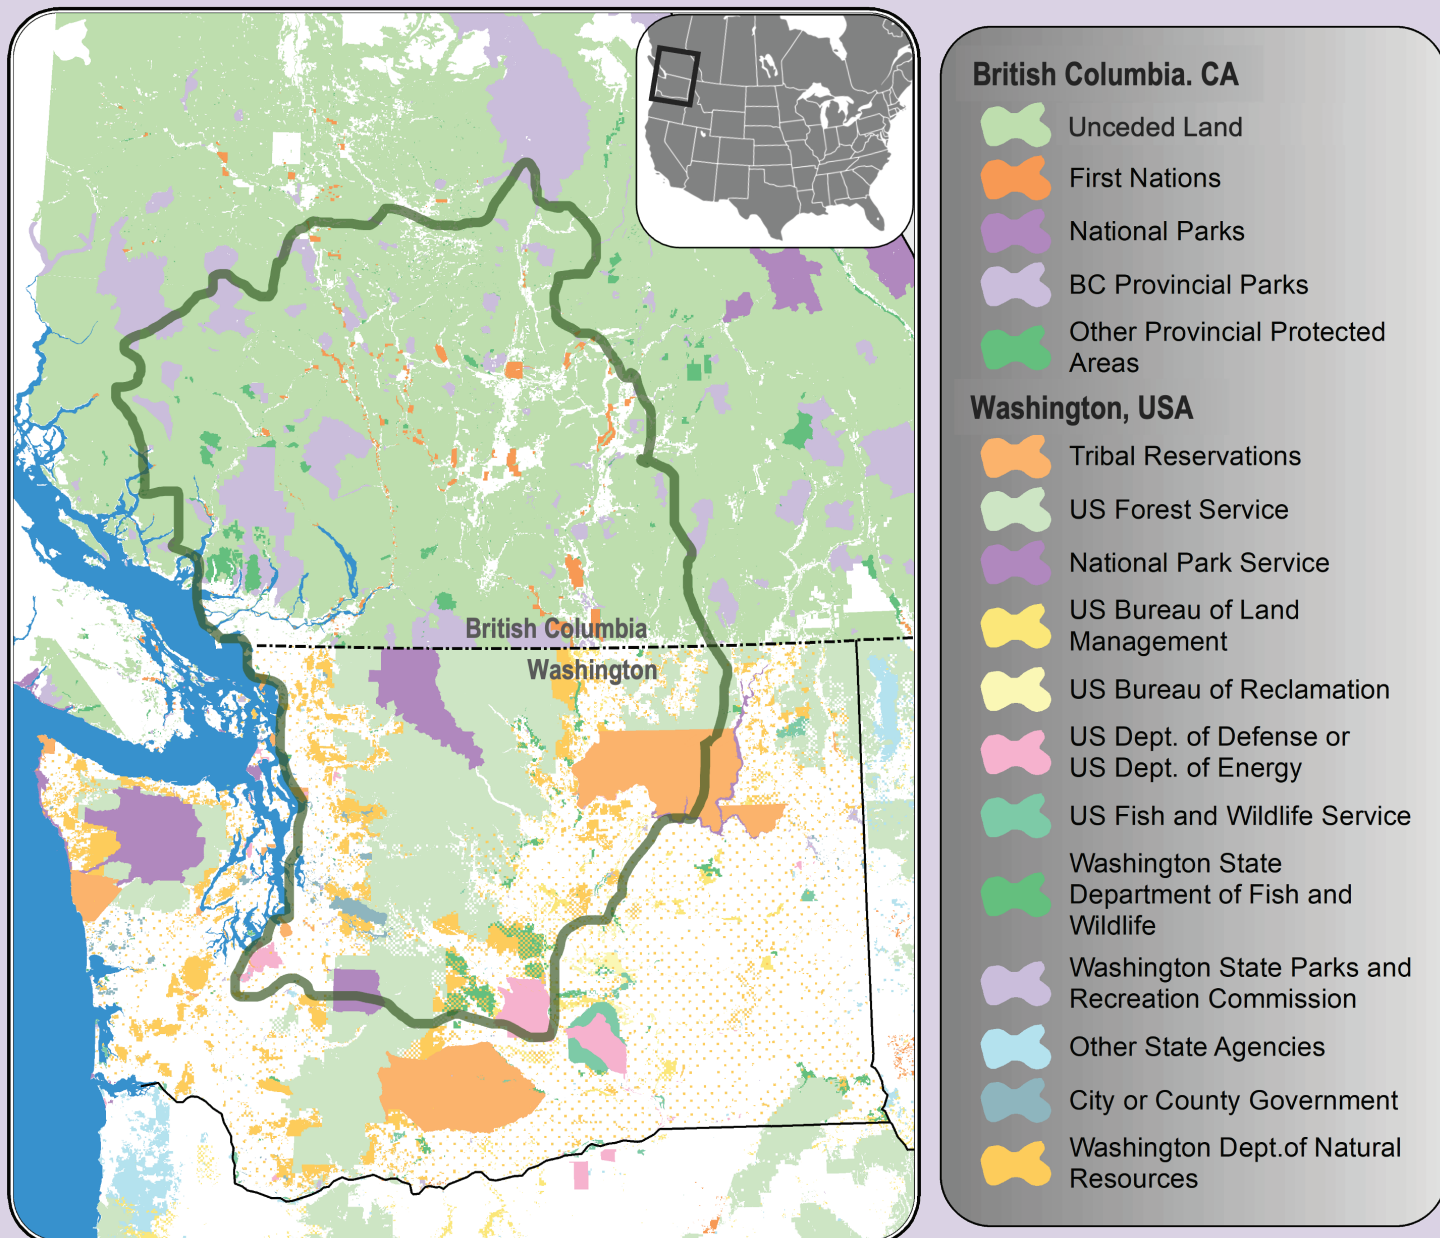 British Columbia
Washington
British Columbia. CA
Unceded Land
First Nations
National Parks
BC Provincial Parks
Other Provincial Protected
Areas
Washington, USA
Tribal Reservations
US Forest Service
National Park Service
US Bureau of Land
Management
US Bureau of Reclamation
US Dept. of Defense or
US Dept. of Energy
US Fish and Wildlife Service
Washington State
Department of Fish and
Wildlife
Washington State Parks and
Recreation Commission
Other State Agencies
City or County Government
Washington Dept.of Natural
Resources